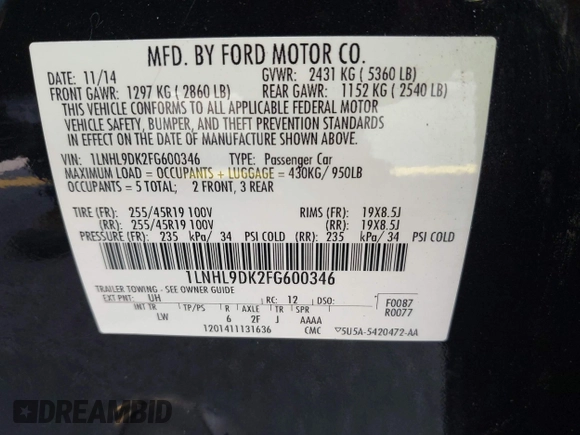 MFD. BY FORD MOTOR CO.
DATE: 11/14 GVWR: 2431 KG ( 5360 LB)
FRONT GAWR: 1297 KG ( 2860 LB) REAR GAWR: 1152 KG ( 2540 LB)
THIS VEHICLE CONFORMS TO ALL APPLICABLE FEDERAL MOTOR
VEHICLE SAFETY, BUMPER, AND THEFT PREVENTION STANDARDS
IN EFFECT ON THE DATE OF MANUFACTURE SHOWN ABOVE.
VIN: 1LNHL9DK2FG600346 TYPE: Passenger Car
MAXIMUM LOAD = OCCUPANTS + LUGGAGE = 430KG/ 950LB
OCCUPANTS = 5 TOTAL; 2 FRONT, 3 REAR
TIRE (FR): 255/45R19 100V RIMS (FR): 19X8.5J
(RR): 255/45R19 100V (RR): 19X8.5J
PRESSURE (FR): 235 kPa/ 34 PSI COLD (RR): 235 kPa/ 34 PSI COLD
1LNHL9DK2FG600346
TRAILER TOWING - SEE OWNER GUIDE
EXT PNT: UH RC: 12 DSO: F0087
INT TR TP/PS R AXLE TR SPR R0077
LW 6 2F J AAAA
1201411131636 CMC ▽5U5A-5420472-AA
DREAMBID